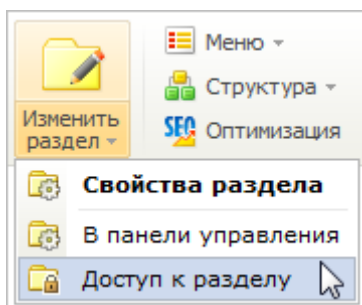 Меню
Структура
SEO Оптимизация
Изменить
раздел
Свойства раздела
В панели управления
Доступ к разделу